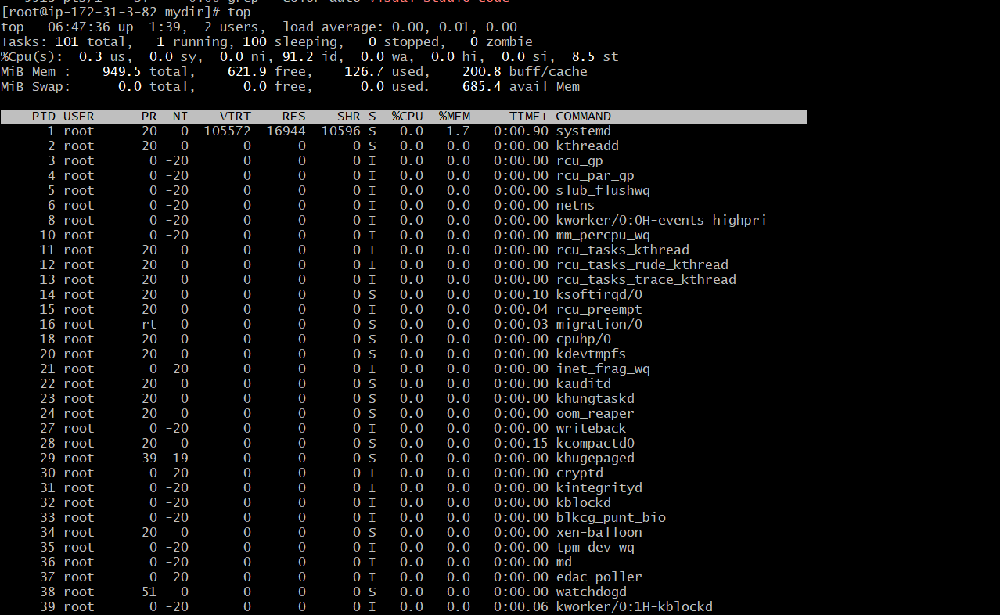 [root@ip-172-31-3-82 mydir]# top
top - 06:47:36 up  1:39,  2 users,  load average: 0.00, 0.01, 0.00
Tasks: 101 total,   1 running, 100 sleeping,   0 stopped,   0 zombie
%Cpu(s):  0.3 us,  0.0 sy,  0.0 ni, 91.2 id,  0.0 wa,  0.0 hi,  0.0 si,  8.5 st
MiB Mem :    949.5 total,    621.9 free,    126.7 used,    200.8 buff/cache
MiB Swap:      0.0 total,      0.0 free,      0.0 used.    685.4 avail Mem
PID USER      PR  NI    VIRT    RES    SHR S  %CPU  %MEM     TIME+ COMMAND
1 root      20   0  105572  16944  10596 S   0.0   1.7   0:00.90 systemd
2 root      20   0       0      0      0 S   0.0   0.0   0:00.00 kthreadd
3 root       0 -20       0      0      0 I   0.0   0.0   0:00.00 rcu_gp
4 root       0 -20       0      0      0 I   0.0   0.0   0:00.00 rcu_par_gp
5 root       0 -20       0      0      0 I   0.0   0.0   0:00.00 slub_flushwq
6 root       0 -20       0      0      0 I   0.0   0.0   0:00.00 netns
8 root       0 -20       0      0      0 I   0.0   0.0   0:00.00 kworker/0:0H-events_highpri
10 root       0 -20       0      0      0 I   0.0   0.0   0:00.00 mm_percpu_wq
11 root      20   0       0      0      0 I   0.0   0.0   0:00.00 rcu_tasks_kthread
12 root      20   0       0      0      0 I   0.0   0.0   0:00.00 rcu_tasks_rude_kthread
13 root      20   0       0      0      0 I   0.0   0.0   0:00.00 rcu_tasks_trace_kthread
14 root      20   0       0      0      0 S   0.0   0.0   0:00.10 ksoftirqd/0
15 root      20   0       0      0      0 I   0.0   0.0   0:00.04 rcu_preempt
16 root      rt   0       0      0      0 S   0.0   0.0   0:00.03 migration/0
18 root      20   0       0      0      0 S   0.0   0.0   0:00.00 cpuhp/0
20 root      20   0       0      0      0 S   0.0   0.0   0:00.00 kdevtmpfs
21 root       0 -20       0      0      0 I   0.0   0.0   0:00.00 inet_frag_wq
22 root      20   0       0      0      0 S   0.0   0.0   0:00.00 kauditd
23 root      20   0       0      0      0 S   0.0   0.0   0:00.00 khungtaskd
24 root      20   0       0      0      0 S   0.0   0.0   0:00.00 oom_reaper
27 root       0 -20       0      0      0 I   0.0   0.0   0:00.00 writeback
28 root      20   0       0      0      0 S   0.0   0.0   0:00.15 kcompactd0
29 root      39  19       0      0      0 S   0.0   0.0   0:00.00 khugepaged
30 root       0 -20       0      0      0 I   0.0   0.0   0:00.00 cryptd
31 root       0 -20       0      0      0 I   0.0   0.0   0:00.00 kintegrityd
32 root       0 -20       0      0      0 I   0.0   0.0   0:00.00 kblockd
33 root       0 -20       0      0      0 I   0.0   0.0   0:00.00 blkcg_punt_bio
34 root      20   0       0      0      0 S   0.0   0.0   0:00.00 xen-balloon
35 root       0 -20       0      0      0 I   0.0   0.0   0:00.00 tpm_dev_wq
36 root       0 -20       0      0      0 I   0.0   0.0   0:00.00 md
37 root       0 -20       0      0      0 I   0.0   0.0   0:00.00 edac-poller
38 root     -51   0       0      0      0 S   0.0   0.0   0:00.00 watchdogd
39 root       0 -20       0      0      0 I   0.0   0.0   0:00.06 kworker/0:1H-kblockd